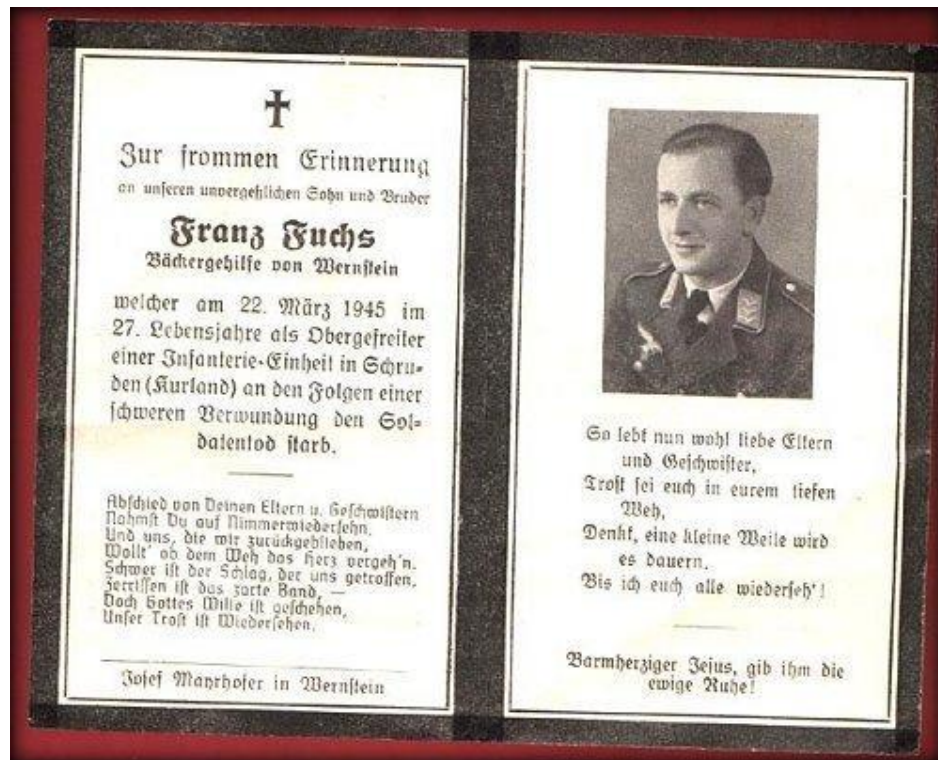 Zur frommen Erinnerung
an unseren unvergeßlichen Sohn und Bruder
Franz Fuchs
Bäckergehilfe von Wernstein
welcher am 22. März 1945 im
27. Lebensjahre als Obergefreiter
einer Infanterie-Einheit in Schru-
den (Kurland) an den Folgen einer
schweren Verwundung den Sol-
datentod starb.
Abschied von Deinen Eltern u. Geschwistern
Nahmst Du auf Nimmerwiedersehn.
Und uns, die wir zurückgeblieben,
Wollt' ob dem Weh das Herz vergeh'n.
Schwer ist der Schlag, der uns getroffen,
Zerrissen ist das zarte Band, —
Doch Gottes Wille ist geschehen,
Unser Trost ist Wiedersehen.
Josef Mayrhofer in Wernstein
So lebt nun wohl liebe Eltern
und Geschwister,
Trost sei euch in eurem tiefen
Weh,
Denkt, eine kleine Weile wird
es dauern.
Bis ich euch alle wiederseh'!
Barmherziger Jesus, gib ihm die
ewige Ruhe!